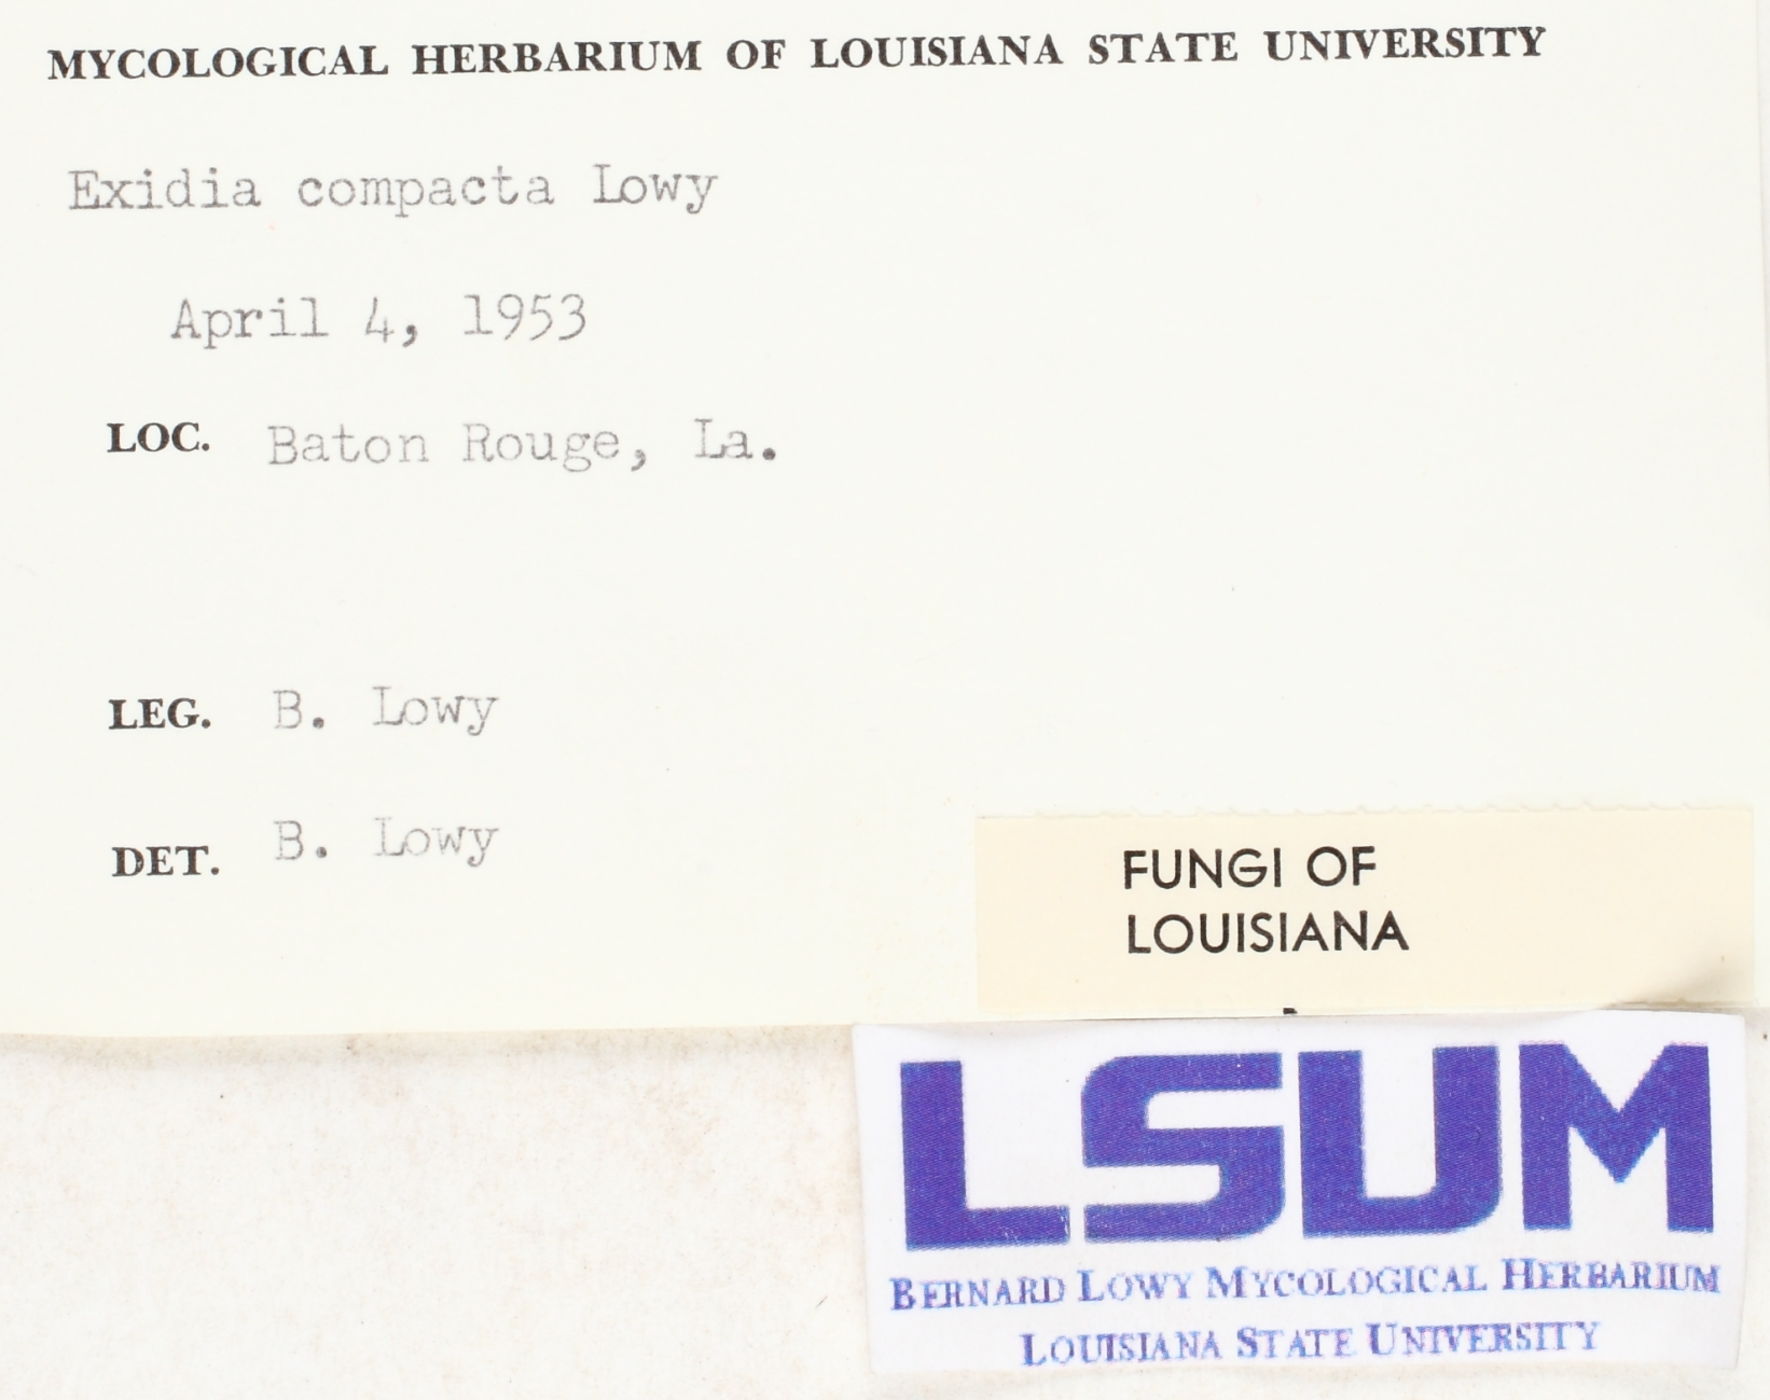 MYCOLOGICAL HERBARIUM OF LOUISIANA STATE UNIVERSITY
Exidia compacta Lowy
April 4, 1953
LOC. Baton Rouge, La.
LEG. B. Lowy
DET. B. Lowy
FUNGI OF
LOUISIANA
LSUM
BERNARD LOWY MYCOLOGICAL HERBARIUM
LOUISIANA STATE UNIVERSITY